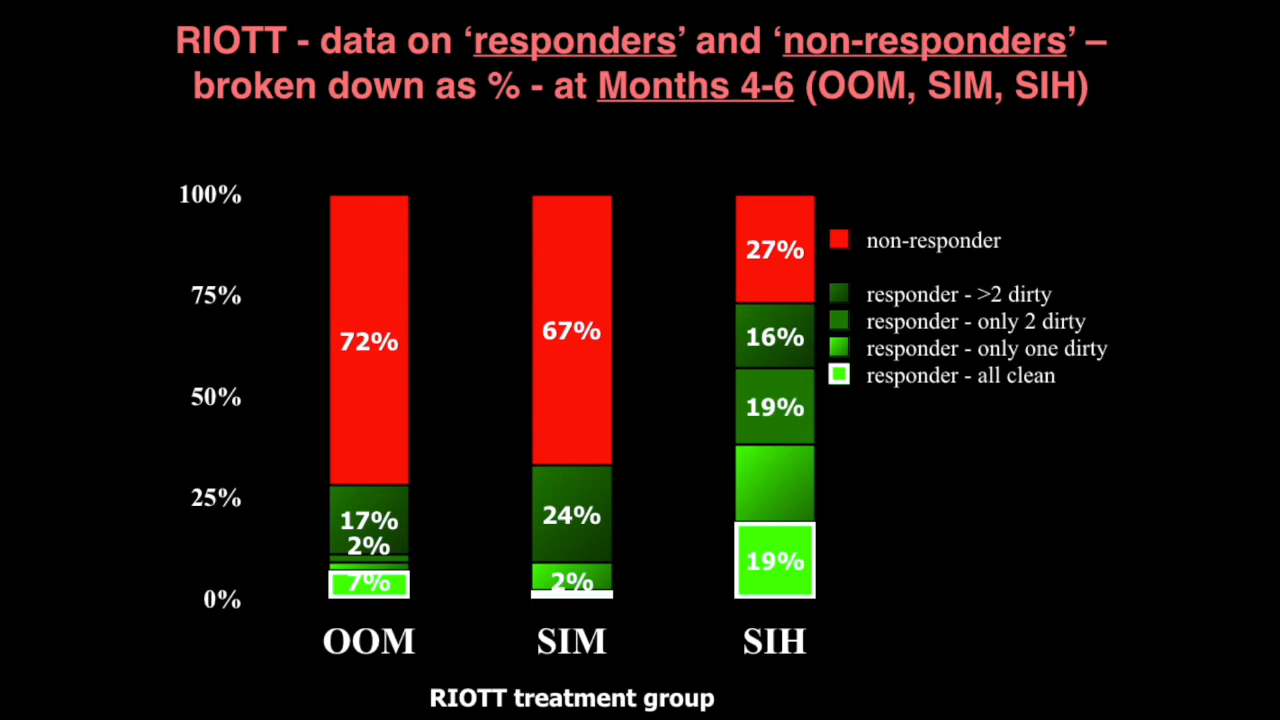 RIOTT - data on ‘responders’ and ‘non-responders’ –
broken down as % - at Months 4-6 (OOM, SIM, SIH)
100%
75%
50%
25%
0%
72%
17%
2%
7%
67%
24%
2%
27%
16%
19%
19%
non-responder
responder - >2 dirty
responder - only 2 dirty
responder - only one dirty
responder - all clean
OOM
SIM
SIH
RIOTT treatment group